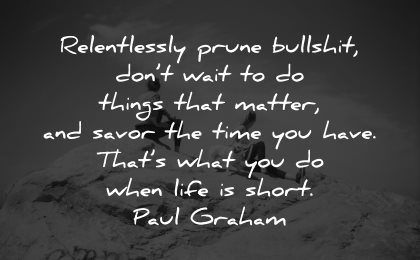 Relentlessly prune bullshit,
don't wait to do
things that matter,
and savor the time you have.
That's what you do
when life is short.
Paul Graham